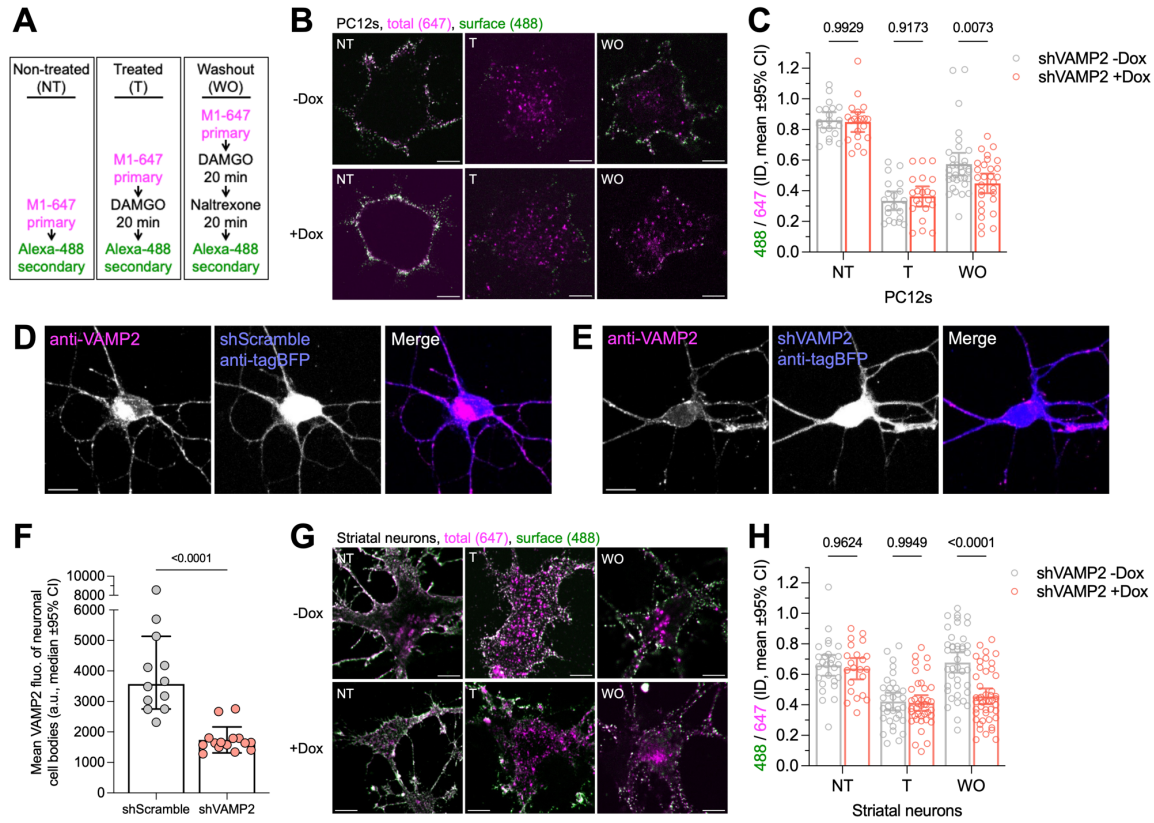 A
Non-treated
(NT)
M1-647
primary
Alexa-488
secondary
Treated
(T)
M1-647
primary
DAMGO
20 min
Alexa-488
secondary
Washout
(WO)
M1-647
primary
DAMGO
20 min
Naltrexone
20 min
Alexa-488
secondary
B
PC12s, total (647), surface (488)
NT
T
WO
-Dox
NT
T
WO
+Dox
C
0.9929
0.9173
0.0073
shVAMP2 -Dox
shVAMP2 +Dox
488 / 647 (ID, mean ±95% CI)
1.2
1.0
0.8
0.6
0.4
0.2
0.0
NT
T
WO
PC12s
D
anti-VAMP2
shScramble
anti-tagBFP
Merge
E
anti-VAMP2
shVAMP2
anti-tagBFP
Merge
F
<0.0001
Mean VAMP2 fluo. of neuronal
cell bodies (a.u., median ±95% CI)
10000
8000
6000
6000
5000
4000
3000
2000
1000
0
shScramble
shVAMP2
G
Striatal neurons, total (647), surface (488)
NT
T
WO
-Dox
NT
T
WO
+Dox
H
0.9624
0.9949
<0.0001
shVAMP2 -Dox
shVAMP2 +Dox
488 / 647 (ID, mean ±95% CI)
1.2
1.0
0.8
0.6
0.4
0.2
0.0
NT
T
WO
Striatal neurons